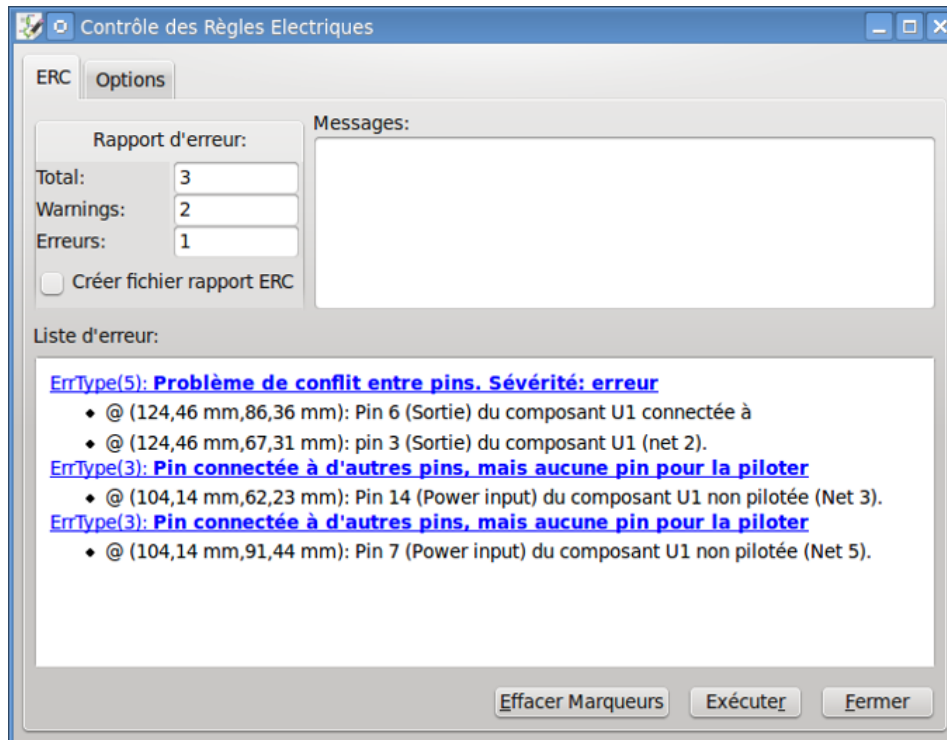 Contrôle des Règles Electriques
ERC Options
Rapport d'erreur:
Messages:
Total: 3
Warnings: 2
Erreurs: 1
Créer fichier rapport ERC
Liste d'erreur:
ErrType(5): Problème de conflit entre pins. Sévérité: erreur
@ (124,46 mm,86,36 mm): Pin 6 (Sortie) du composant U1 connectée à
@ (124,46 mm,67,31 mm): pin 3 (Sortie) du composant U1 (net 2).
ErrType(3): Pin connectée à d'autres pins, mais aucune pin pour la piloter
@ (104,14 mm,62,23 mm): Pin 14 (Power input) du composant U1 non pilotée (Net 3).
ErrType(3): Pin connectée à d'autres pins, mais aucune pin pour la piloter
@ (104,14 mm,91,44 mm): Pin 7 (Power input) du composant U1 non pilotée (Net 5).
Effacer Marqueurs Exécuter Fermer